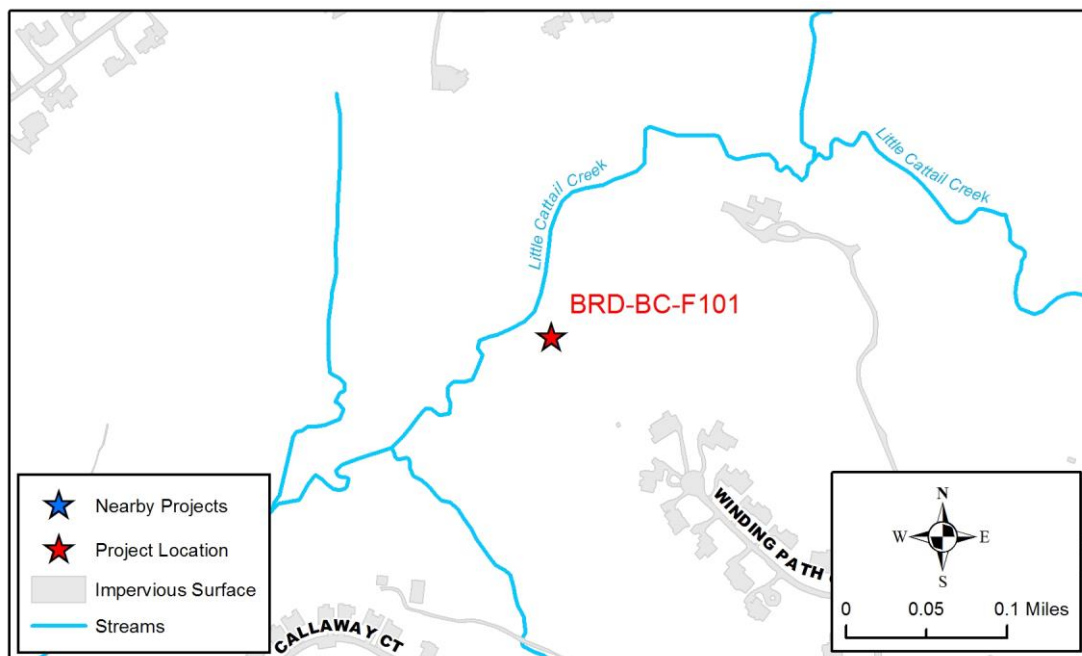 Little Cattail Creek
Little Cattail Creek
BRD-BC-F101
WINDING PATH
CALLAWAY CT
Nearby Projects
Project Location
Impervious Surface
Streams
N
W E
S
0 0.05 0.1 Miles